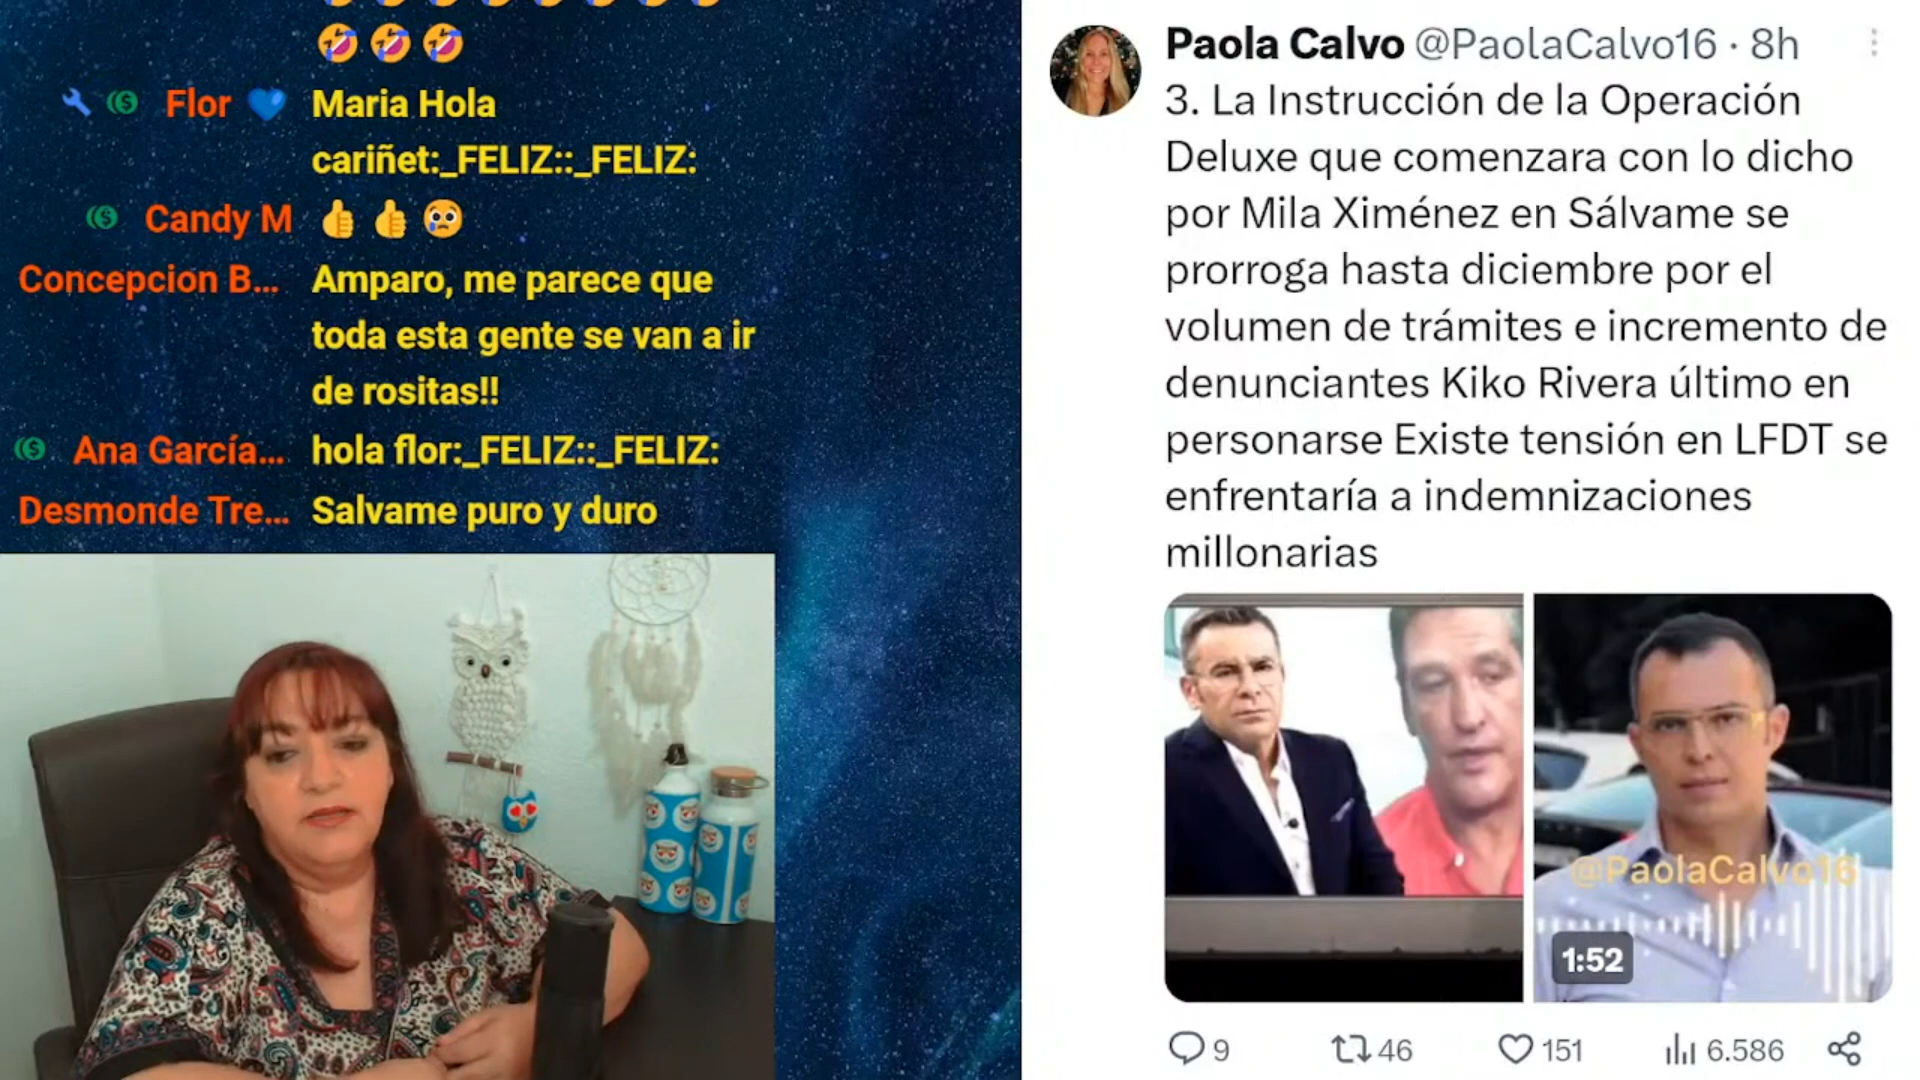 Flor 💙 Maria Hola
cariñet:_FELIZ::_FELIZ:
Candy M 👍 👍 😢
Concepcion B... Amparo, me parece que
toda esta gente se van a ir
de rositas!!
Ana García... hola flor:_FELIZ::_FELIZ:
Desmonde Tre... Salvame puro y duro
Paola Calvo @PaolaCalvo16 · 8h
3. La Instrucción de la Operación
Deluxe que comenzara con lo dicho
por Mila Ximénez en Sálvame se
prorroga hasta diciembre por el
volumen de trámites e incremento de
denunciantes Kiko Rivera último en
personarse Existe tensión en LFDT se
enfrentaría a indemnizaciones
millonarias
@PaolaCalvo16
1:52
9 46 151 6.586